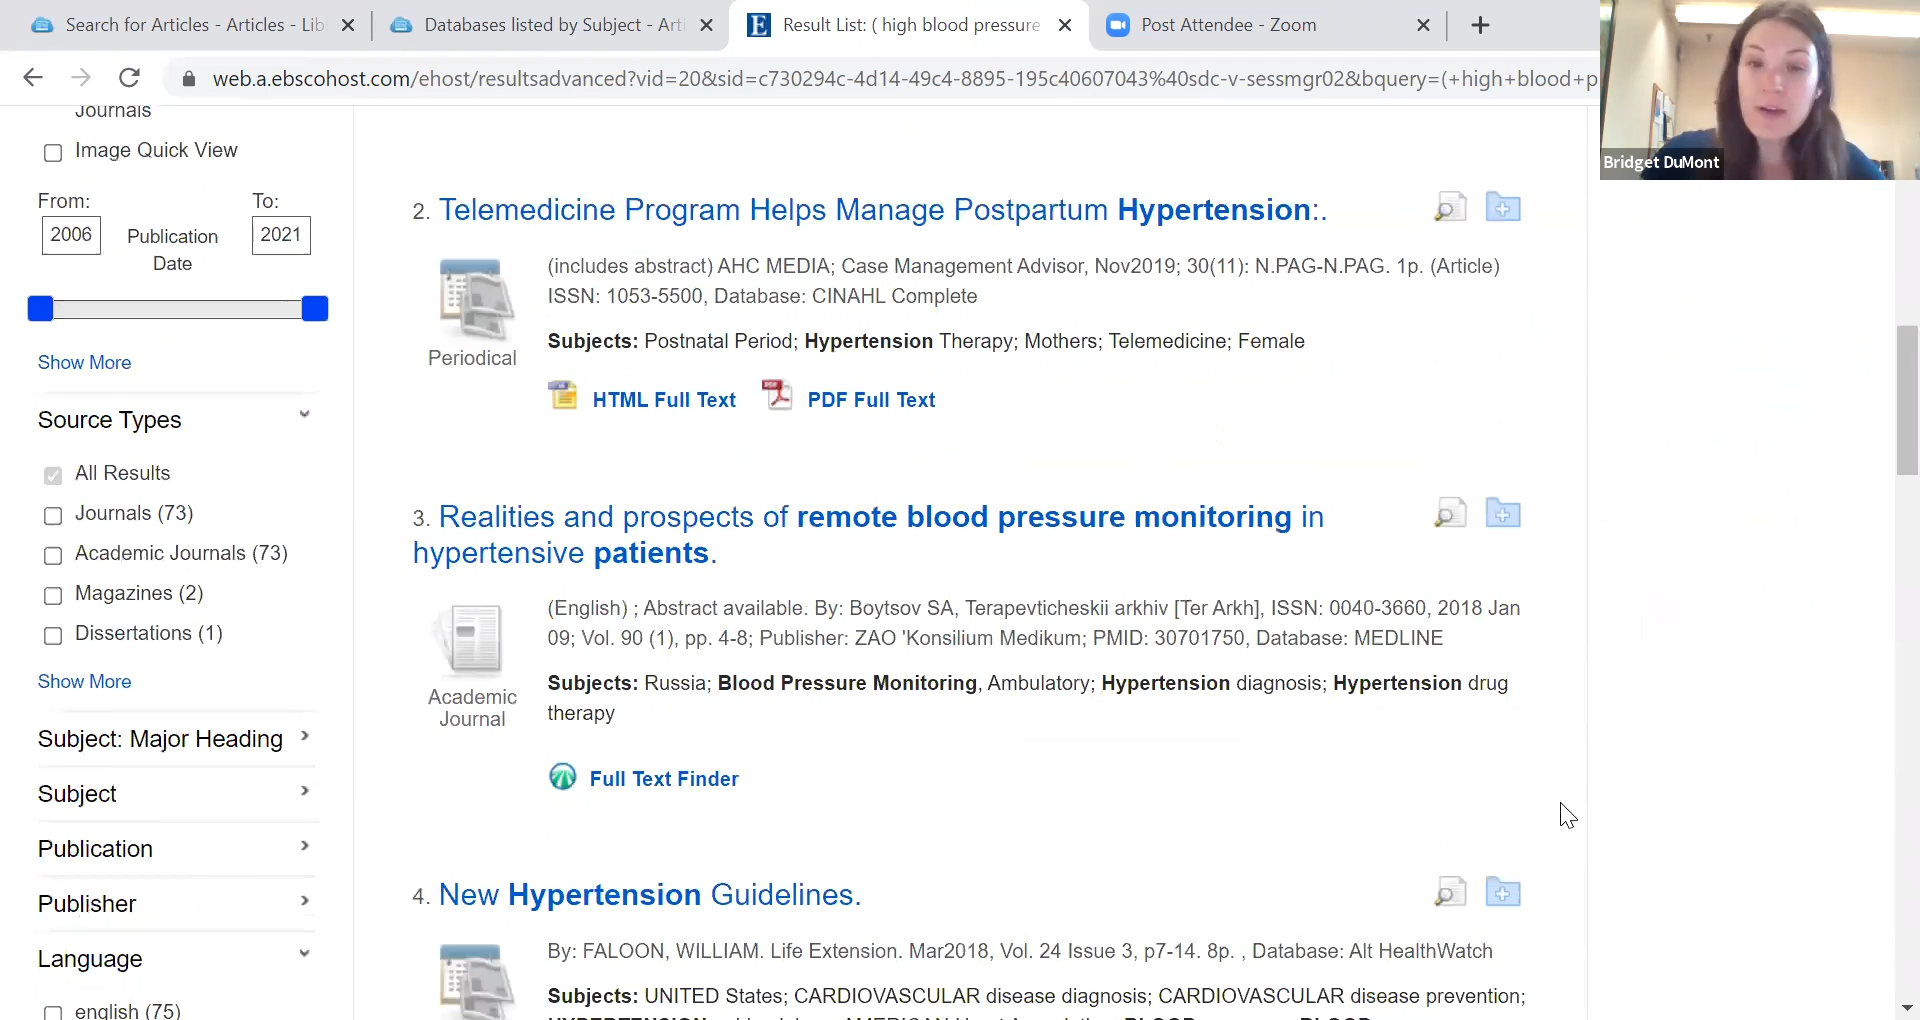 Search for Articles - Articles - Lib
Databases listed by Subject - Arti
Result List: ( high blood pressure
Post Attendee - Zoom
web.a.ebscohost.com/ehost/resultsadvanced?vid=20&sid=c730294c-4d14-49c4-8895-195c40607043%40sdc-v-sessmgr02&bquery=(+high+blood+p
Bridget DuMont
Journals
Image Quick View
From:
To:
2006
Publication
Date
2021
Show More
Source Types
All Results
Journals (73)
Academic Journals (73)
Magazines (2)
Dissertations (1)
Show More
Subject: Major Heading
Subject
Publication
Publisher
Language
english (75)
2. Telemedicine Program Helps Manage Postpartum Hypertension:.
Periodical
(includes abstract) AHC MEDIA; Case Management Advisor, Nov2019; 30(11): N.PAG-N.PAG. 1p. (Article)
ISSN: 1053-5500, Database: CINAHL Complete
Subjects: Postnatal Period; Hypertension Therapy; Mothers; Telemedicine; Female
HTML Full Text
PDF Full Text
3. Realities and prospects of remote blood pressure monitoring in
hypertensive patients.
Academic
Journal
(English) ; Abstract available. By: Boytsov SA, Terapevticheskii arkhiv [Ter Arkh], ISSN: 0040-3660, 2018 Jan
09; Vol. 90 (1), pp. 4-8; Publisher: ZAO 'Konsilium Medikum; PMID: 30701750, Database: MEDLINE
Subjects: Russia; Blood Pressure Monitoring, Ambulatory; Hypertension diagnosis; Hypertension drug
therapy
Full Text Finder
4. New Hypertension Guidelines.
By: FALOON, WILLIAM. Life Extension. Mar2018, Vol. 24 Issue 3, p7-14. 8p. , Database: Alt HealthWatch
Subjects: UNITED States; CARDIOVASCULAR disease diagnosis; CARDIOVASCULAR disease prevention;